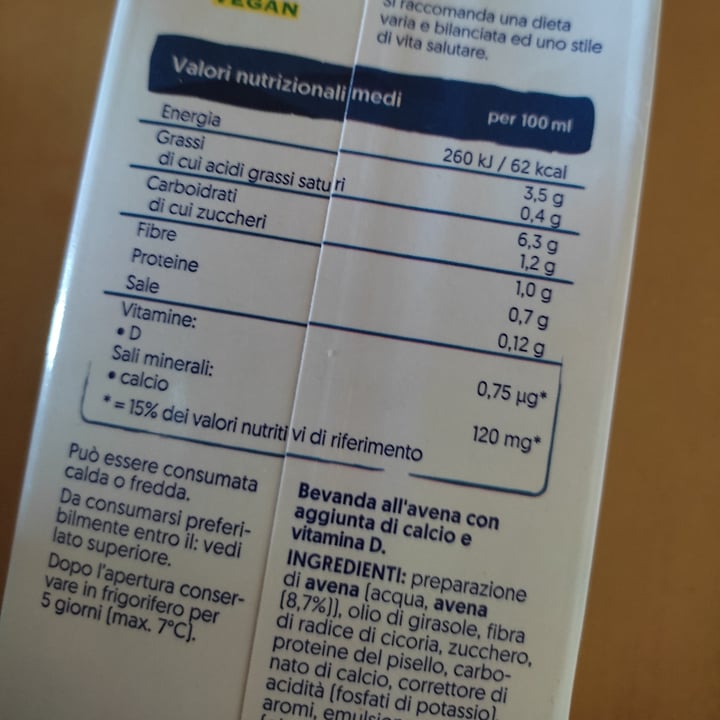 VEGAN
Si raccomanda una dieta
varia e bilanciata ed uno stile
di vita salutare.
Valori nutrizionali medi per 100 ml
Energia 260 kJ / 62 kcal
Grassi 3,5 g
di cui acidi grassi saturi 0,4 g
Carboidrati 6,3 g
di cui zuccheri 1,2 g
Fibre 1,0 g
Proteine 0,7 g
Sale 0,12 g
Vitamine:
• D 0,75 µg*
Sali minerali:
• calcio 120 mg*
* = 15% dei valori nutritivi di riferimento
Può essere consumata
calda o fredda.
Da consumarsi preferi-
bilmente entro il: vedi
lato superiore.
Dopo l'apertura conser-
vare in frigorifero per
5 giorni (max. 7°C).
Bevanda all'avena con
aggiunta di calcio e
vitamina D.
INGREDIENTI: preparazione
di avena [acqua, avena
(8,7%)], olio di girasole, fibra
di radice di cicoria, zucchero,
proteine del pisello, carbo-
nato di calcio, correttore di
acidità (fosfati di potassio),
aromi,